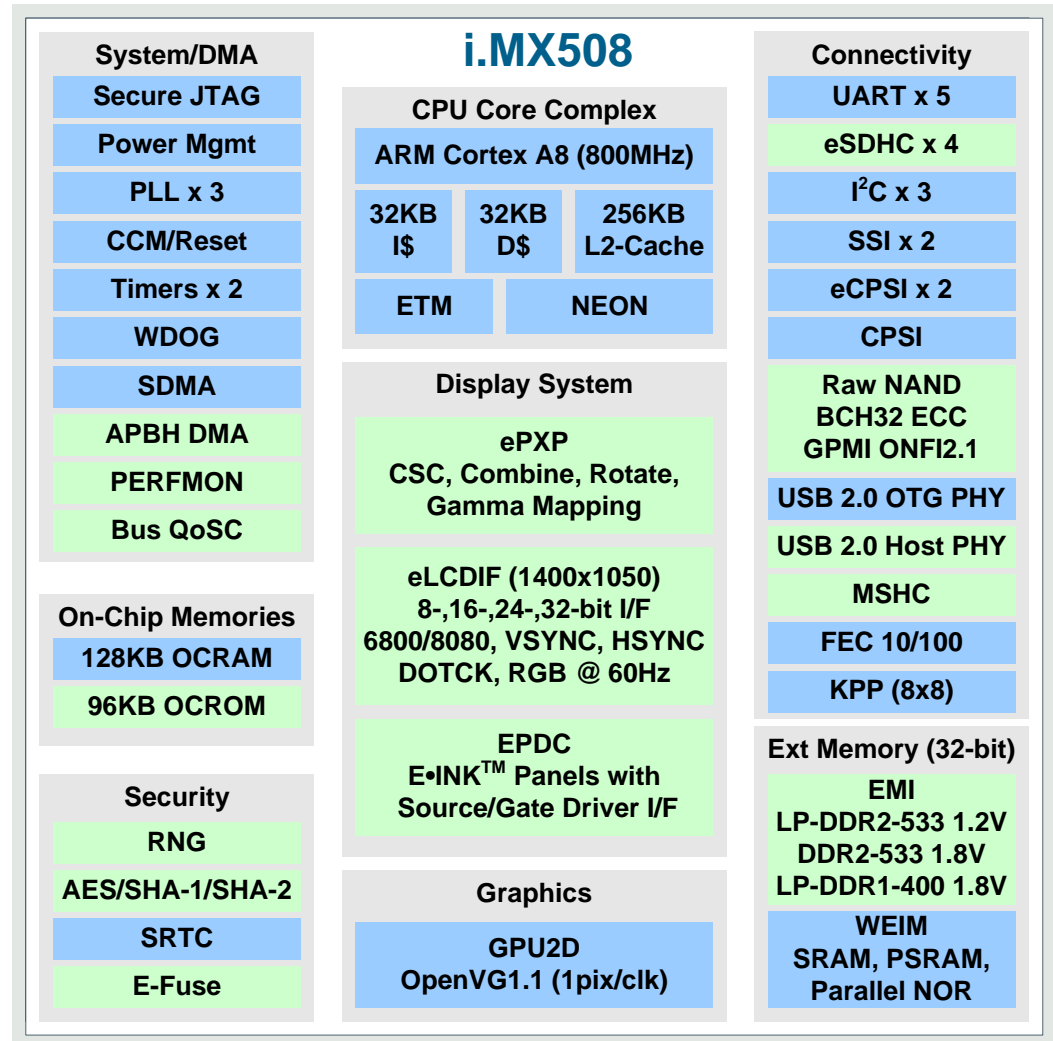 i.MX508
System/DMA
Secure JTAG
Power Mgmt
PLL x 3
CCM/Reset
Timers x 2
WDOG
SDMA
APBH DMA
PERFMON
Bus QoSC
On-Chip Memories
128KB OCRAM
96KB OCROM
Security
RNG
AES/SHA-1/SHA-2
SRTC
E-Fuse
CPU Core Complex
ARM Cortex A8 (800MHz)
32KB
I$
32KB
D$
256KB
L2-Cache
ETM
NEON
Display System
ePXP
CSC, Combine, Rotate,
Gamma Mapping
eLCDIF (1400x1050)
8-,16-,24-,32-bit I/F
6800/8080, VSYNC, HSYNC
DOTCK, RGB @ 60Hz
EPDC
E•INK™ Panels with
Source/Gate Driver I/F
Graphics
GPU2D
OpenVG1.1 (1pix/clk)
Connectivity
UART x 5
eSDHC x 4
I²C x 3
SSI x 2
eCPSI x 2
CPSI
Raw NAND
BCH32 ECC
GPMI ONFI2.1
USB 2.0 OTG PHY
USB 2.0 Host PHY
MSHC
FEC 10/100
KPP (8x8)
Ext Memory (32-bit)
EMI
LP-DDR2-533 1.2V
DDR2-533 1.8V
LP-DDR1-400 1.8V
WEIM
SRAM, PSRAM,
Parallel NOR